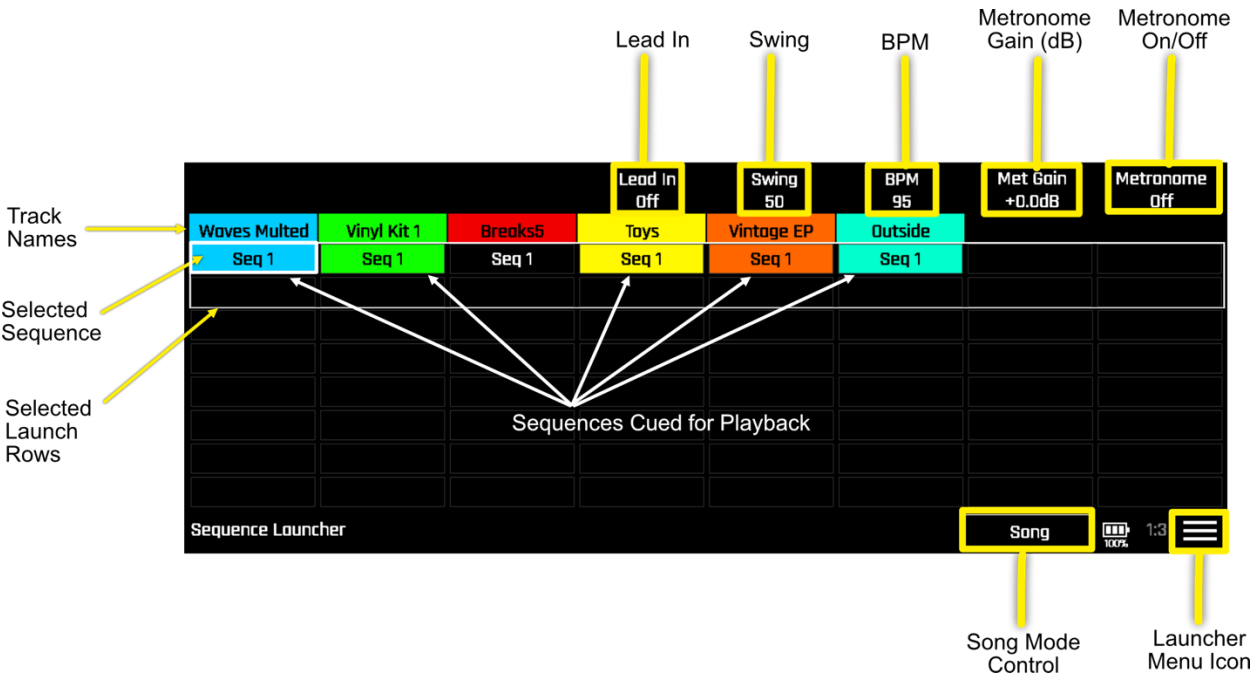 Metronome Gain (dB)
Metronome On/Off
Lead In
Swing
BPM
Lead In
Off
Swing
50
BPM
95
Met Gain
+0.0dB
Metronome
Off
Track Names
Waves Multed
Vinyl Kit 1
Breaks5
Toys
Vintage EP
Outside
Seq 1
Seq 1
Seq 1
Seq 1
Seq 1
Seq 1
Selected Sequence
Selected Launch Rows
Sequences Cued for Playback
Sequence Launcher
Song
100%
1:3
Song Mode Control
Launcher Menu Icon